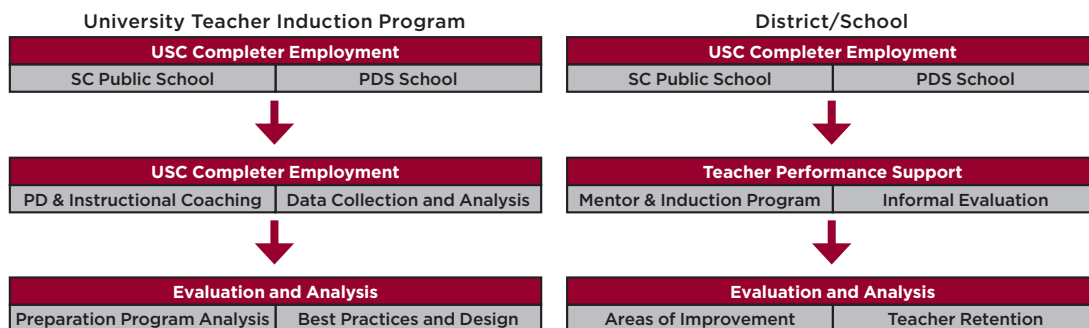 University Teacher Induction Program
USC Completer Employment
SC Public School
PDS School
USC Completer Employment
PD & Instructional Coaching
Data Collection and Analysis
Evaluation and Analysis
Preparation Program Analysis
Best Practices and Design
District/School
USC Completer Employment
SC Public School
PDS School
Teacher Performance Support
Mentor & Induction Program
Informal Evaluation
Evaluation and Analysis
Areas of Improvement
Teacher Retention